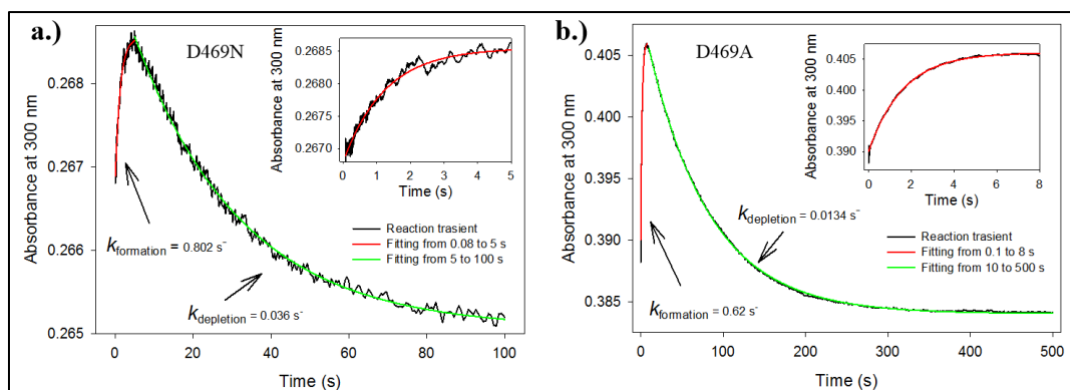 a.)
D469N
Absorbance at 300 nm
0.268
0.267
0.266
0.265
0 20 40 60 80 100
Time (s)
Absorbance at 300 nm
0.2685
0.2680
0.2675
0.2670
0 1 2 3 4 5
Time (s)
kformation = 0.802 s-
kdepletion = 0.036 s-
Reaction trasient
Fitting from 0.08 to 5 s
Fitting from 5 to 100 s
b.)
D469A
Absorbance at 300 nm
0.405
0.400
0.395
0.390
0.385
0 100 200 300 400 500
Time (s)
Absorbance at 300 nm
0.405
0.400
0.395
0.390
0 2 4 6 8
Time (s)
kdepletion = 0.0134 s-
kformation = 0.62 s-
Reaction trasient
Fitting from 0.1 to 8 s
Fitting from 10 to 500 s